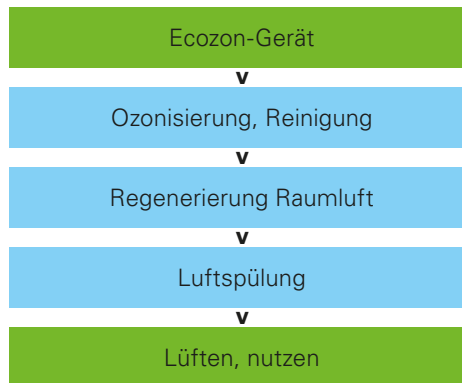 Ecozon-Gerät
v
Ozonisierung, Reinigung
v
Regenerierung Raumluft
v
Luftspülung
v
Lüften, nutzen